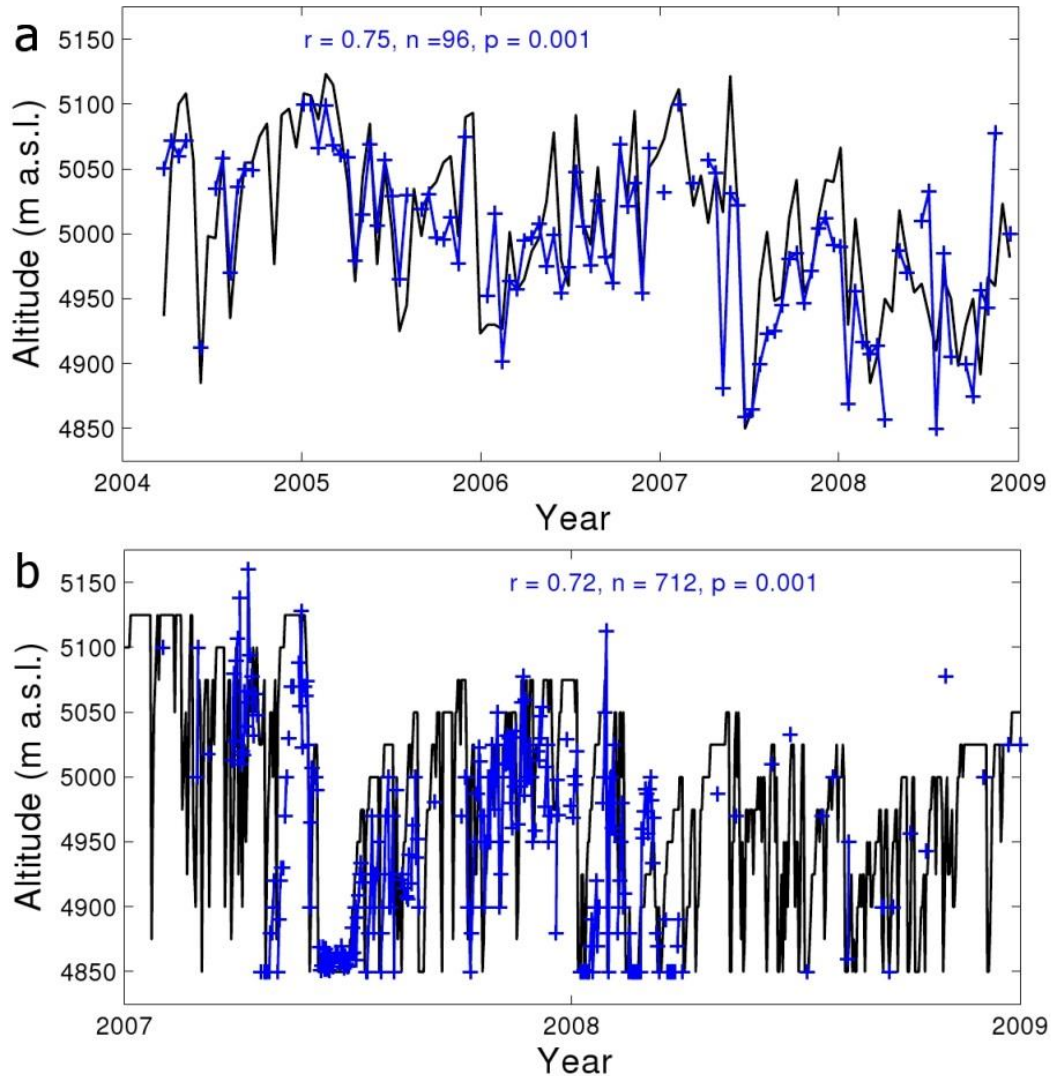 a
r = 0.75, n =96, p = 0.001
5150
5100
5050
5000
4950
4900
4850
Altitude (m a.s.l.)
2004 2005 2006 2007 2008 2009
Year
b
r = 0.72, n = 712, p = 0.001
5150
5100
5050
5000
4950
4900
4850
Altitude (m a.s.l.)
2007 2008 2009
Year